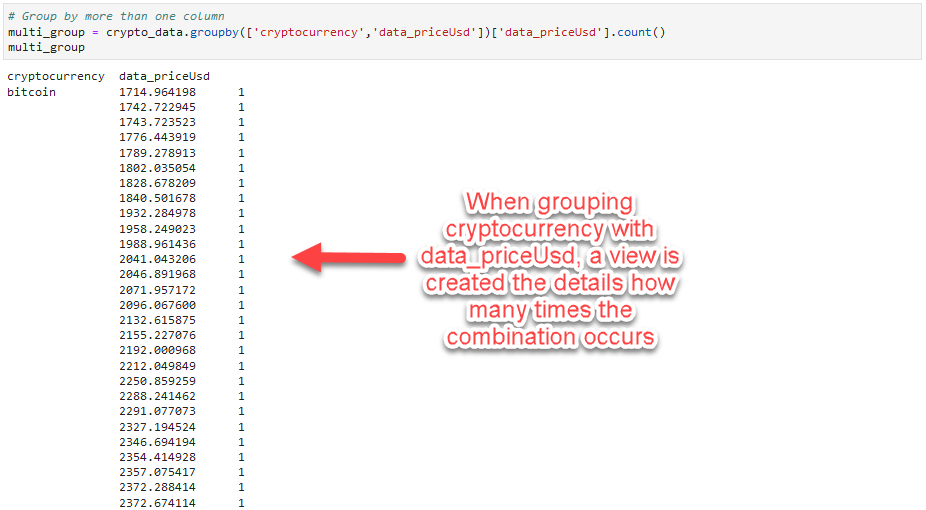 # Group by more than one column
multi_group = crypto_data.groupby(['cryptocurrency','data_priceUsd'])['data_priceUsd'].count()
multi_group
cryptocurrency  data_priceUsd
bitcoin         1714.964198      1
                1742.722945      1
                1743.723523      1
                1776.443919      1
                1789.278913      1
                1802.035054      1
                1828.678209      1
                1840.501678      1
                1932.284978      1
                1958.249023      1
                1988.961436      1
                2041.043206      1
                2046.891968      1
                2071.957172      1
                2096.067600      1
                2132.615875      1
                2155.227076      1
                2192.000968      1
                2212.049849      1
                2250.859259      1
                2288.241462      1
                2291.077073      1
                2327.194524      1
                2346.694194      1
                2354.414928      1
                2357.075417      1
                2372.288414      1
                2372.674114      1
When grouping
cryptocurrency with
data_priceUsd, a view is
created the details how
many times the
combination occurs